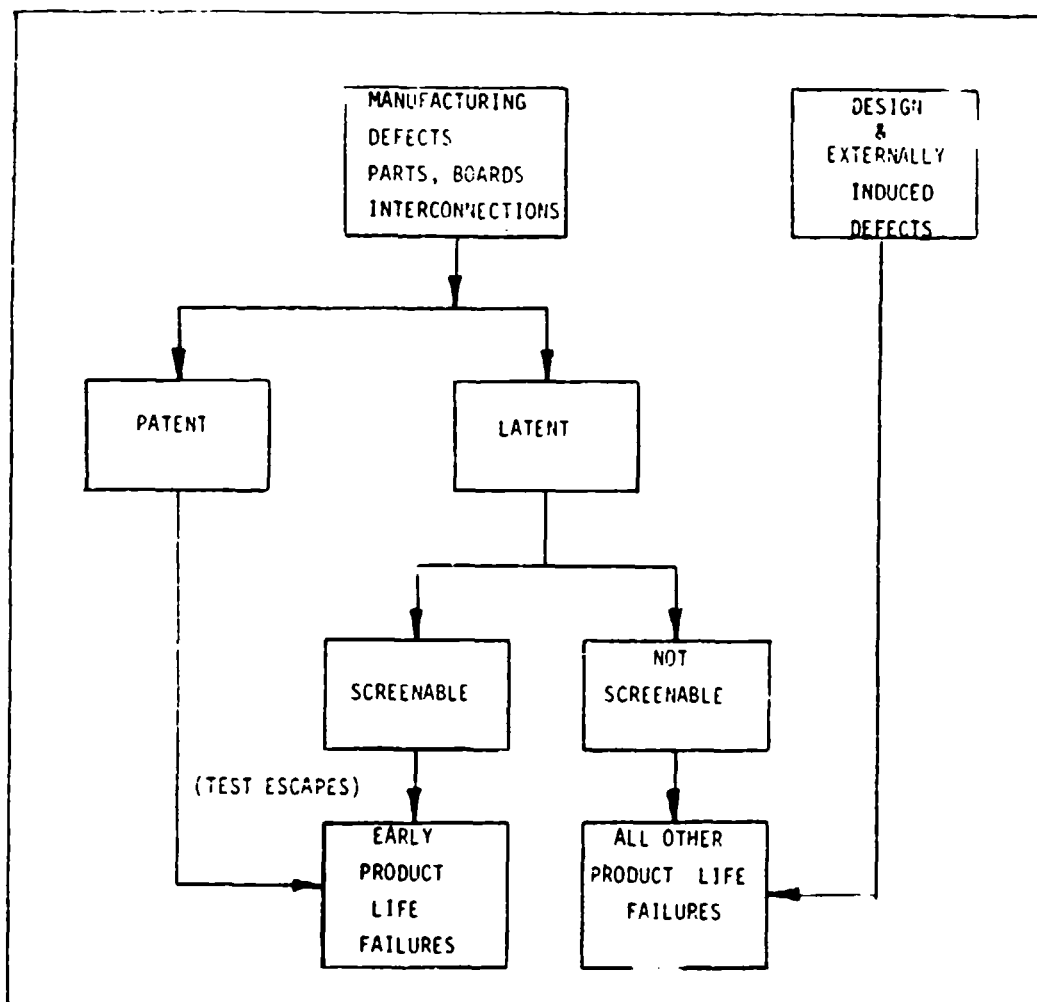 MANUFACTURING
DEFECTS
PARTS, BOARDS
INTERCONNECTIONS
DESIGN
&
EXTERNALLY
INDUCED
DEFECTS
PATENT
LATENT
SCREENABLE
NOT
SCREENABLE
(TEST ESCAPES)
EARLY
PRODUCT
LIFE
FAILURES
ALL OTHER
PRODUCT LIFE
FAILURES